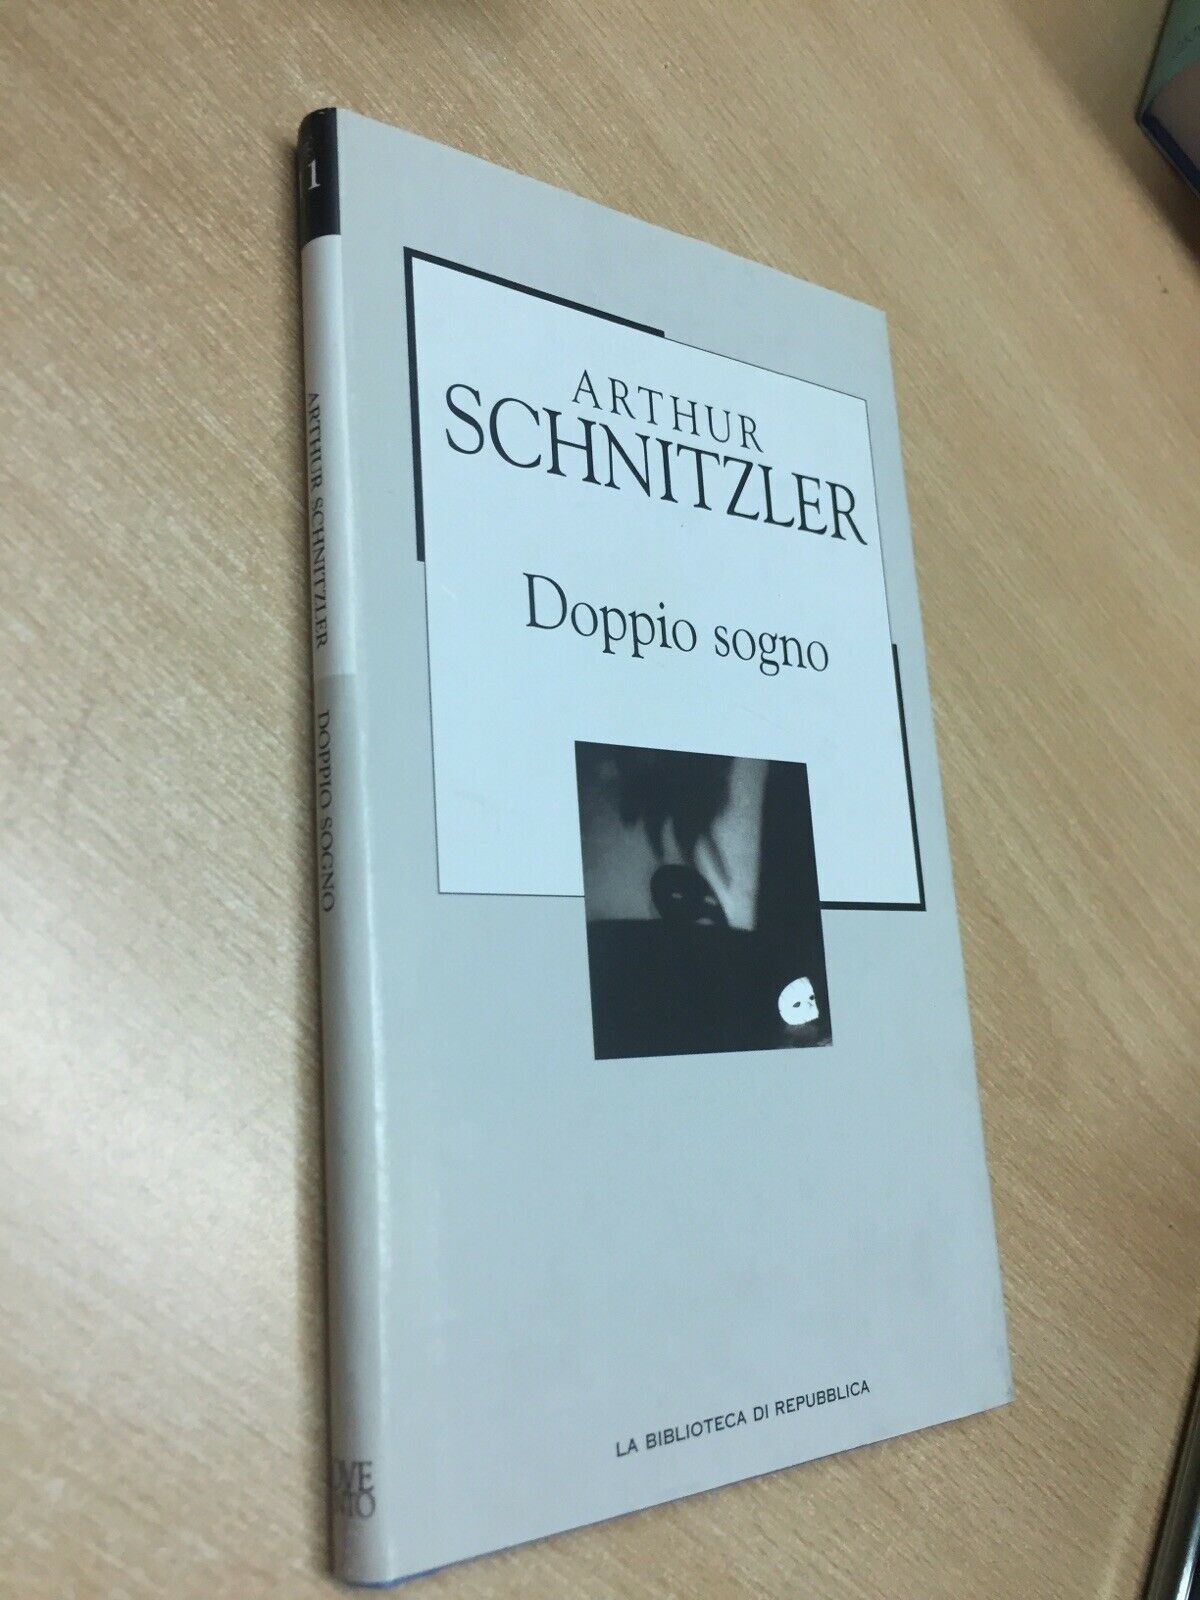 ARTHUR
SCHNITZLER
Doppio sogno
LA BIBLIOTECA DI REPUBBLICA
1
ARTHUR SCHNITZLER DOPPIO SOGNO